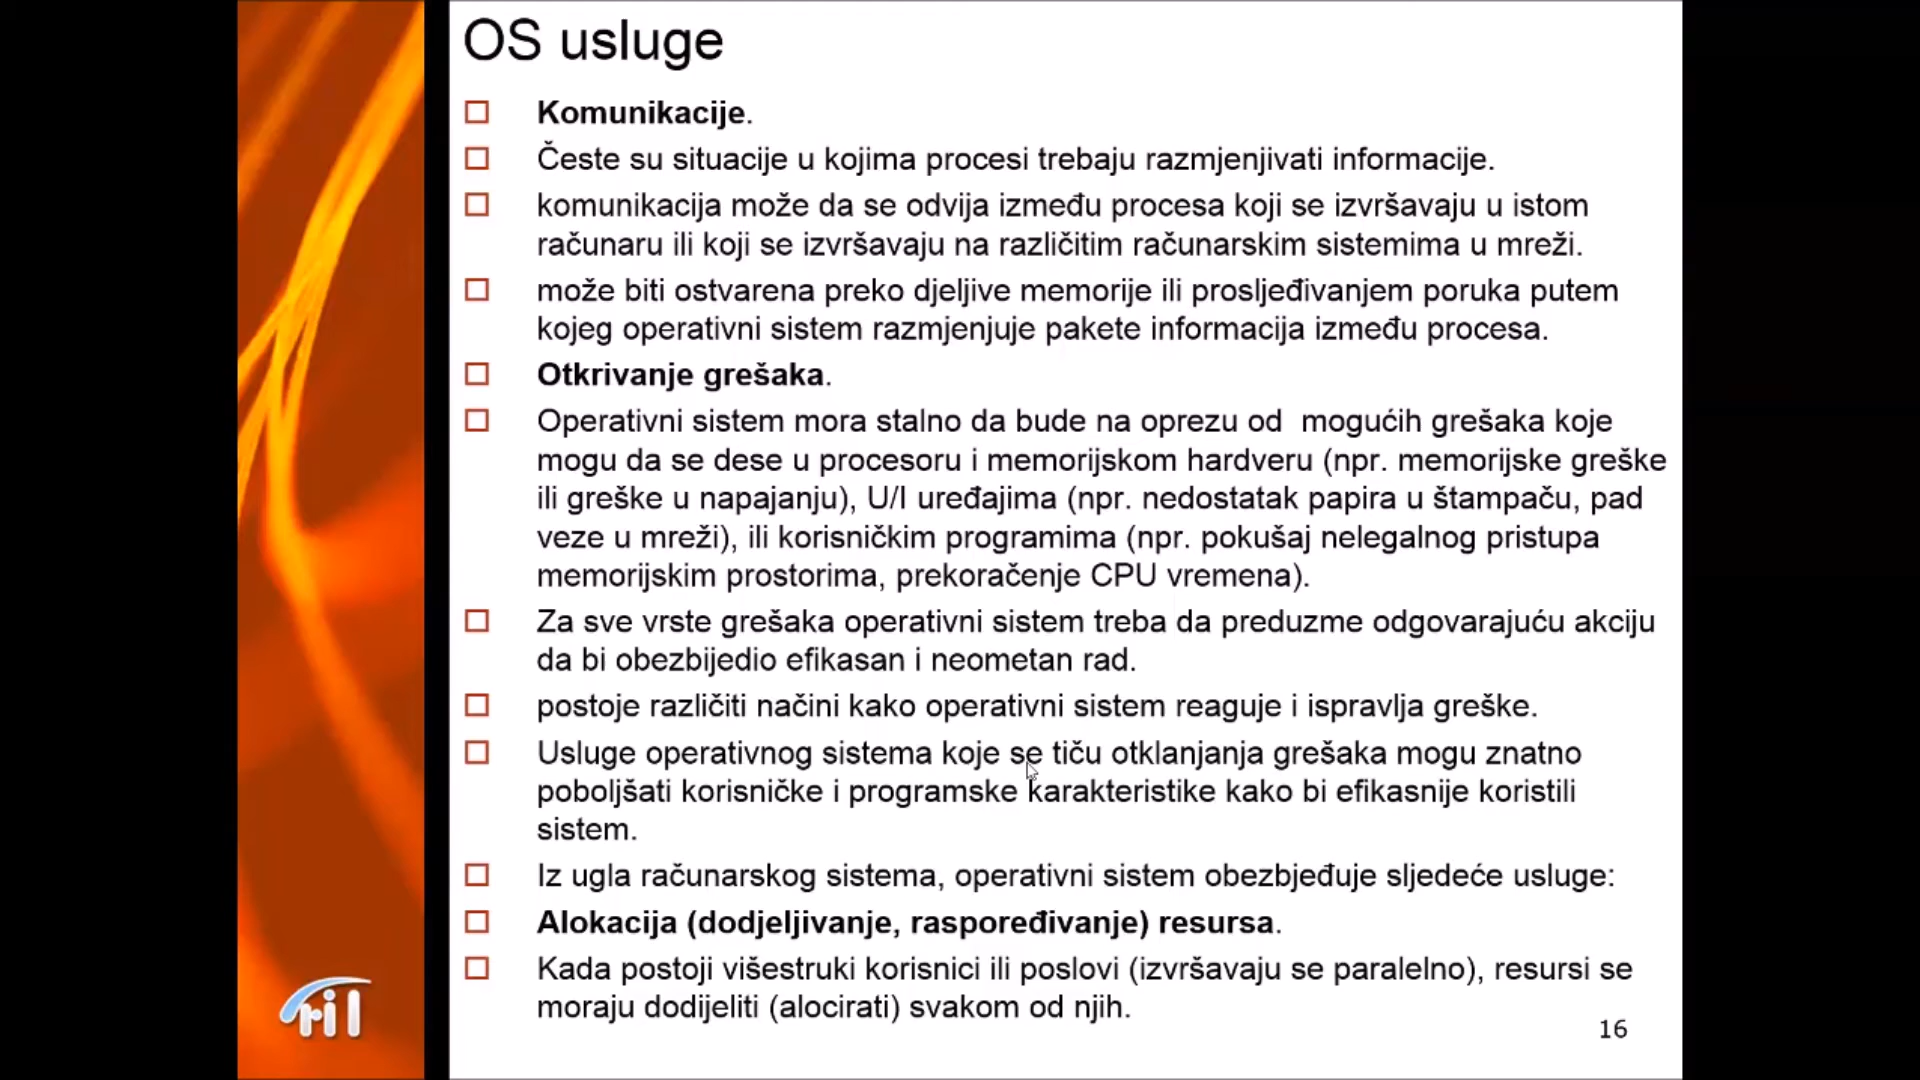 OS usluge
Komunikacije.
Česte su situacije u kojima procesi trebaju razmjenjivati informacije.
komunikacija može da se odvija između procesa koji se izvršavaju u istom
računaru ili koji se izvršavaju na različitim računarskim sistemima u mreži.
može biti ostvarena preko djeljive memorije ili prosljeđivanjem poruka putem
kojeg operativni sistem razmjenjuje pakete informacija između procesa.
Otkrivanje grešaka.
Operativni sistem mora stalno da bude na oprezu od  mogućih grešaka koje
mogu da se dese u procesoru i memorijskom hardveru (npr. memorijske greške
ili greške u napajanju), U/I uređajima (npr. nedostatak papira u štampaču, pad
veze u mreži), ili korisničkim programima (npr. pokušaj nelegalnog pristupa
memorijskim prostorima, prekoračenje CPU vremena).
Za sve vrste grešaka operativni sistem treba da preduzme odgovarajuću akciju
da bi obezbijedio efikasan i neometan rad.
postoje različiti načini kako operativni sistem reaguje i ispravlja greške.
Usluge operativnog sistema koje se tiču otklanjanja grešaka mogu znatno
poboljšati korisničke i programske karakteristike kako bi efikasnije koristili
sistem.
Iz ugla računarskog sistema, operativni sistem obezbjeđuje sljedeće usluge:
Alokacija (dodjeljivanje, raspoređivanje) resursa.
Kada postoji višestruki korisnici ili poslovi (izvršavaju se paralelno), resursi se
moraju dodijeliti (alocirati) svakom od njih.
ril
16